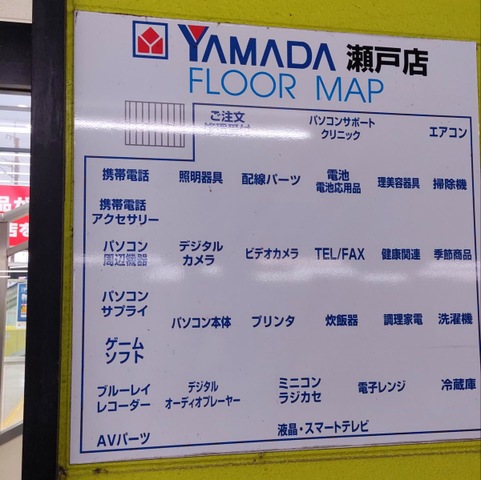 YAMADA 瀬戸店
FLOOR MAP
ご注文
パソコンサポート
クリニック
エアコン
携帯電話
照明器具
配線パーツ
電池
電池応用品
理美容器具
掃除機
携帯電話
アクセサリー
パソコン
周辺機器
デジタル
カメラ
ビデオカメラ
TEL/FAX
健康関連
季節商品
パソコン
サプライ
パソコン本体
プリンタ
炊飯器
調理家電
洗濯機
ゲーム
ソフト
ブルーレイ
レコーダー
デジタル
オーディオプレーヤー
ミニコン
ラジカセ
電子レンジ
冷蔵庫
AVパーツ
液晶・スマートテレビ